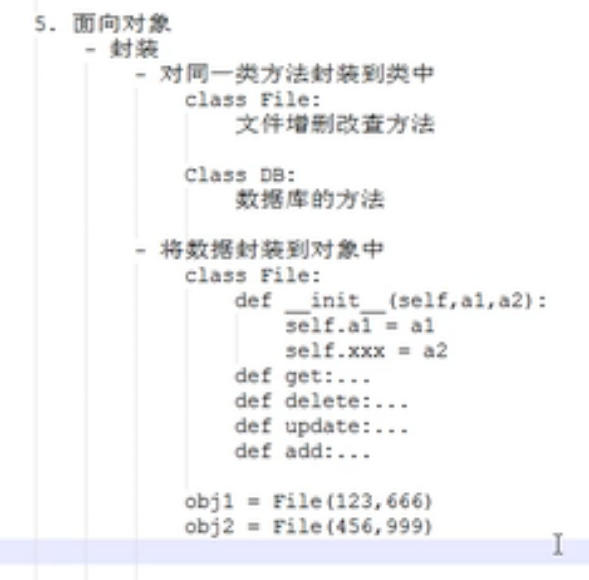 5. 面向对象
- 封装
- 对同一类方法封装到类中
class File:
文件增删改查方法
Class DB:
数据库的方法
- 将数据封装到对象中
class File:
def __init__(self,a1,a2):
self.a1 = a1
self.xxx = a2
def get:...
def delete:...
def update:...
def add:...
obj1 = File(123,666)
obj2 = File(456,999)